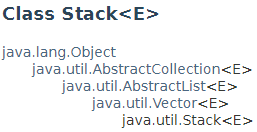 Class Stack<E>
java.lang.Object
java.util.AbstractCollection<E>
java.util.AbstractList<E>
java.util.Vector<E>
java.util.Stack<E>